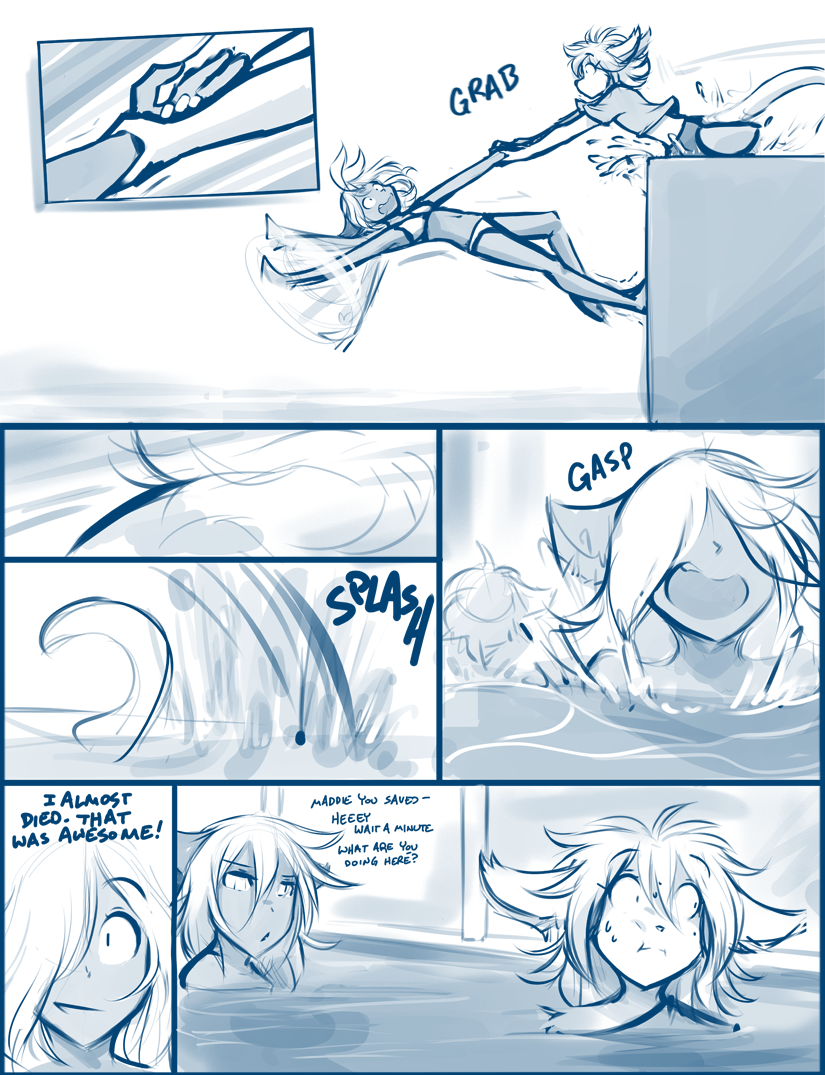 GRAB
GASP
SPLASH
I ALMOST
DIED. THAT
WAS AWESOME!
MADDIE YOU SAVED-
HEEEY
WAIT A MINUTE
WHAT ARE YOU
DOING HERE?